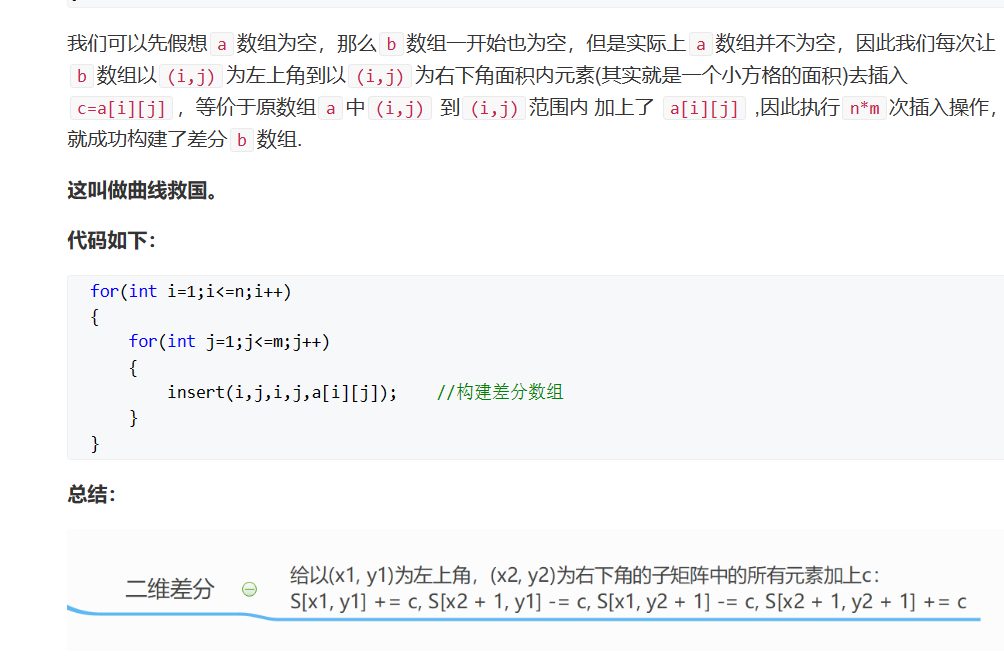 我们可以先假想 a 数组为空，那么 b 数组一开始也为空，但是实际上 a 数组并不为空，因此我们每次让
b 数组以 (i,j) 为左上角到以 (i,j) 为右下角面积内元素(其实就是一个小方格的面积)去插入
c=a[i][j] ，等价于原数组 a 中 (i,j) 到 (i,j) 范围内 加上了 a[i][j] ,因此执行 n*m 次插入操作，
就成功构建了差分 b 数组.
这叫做曲线救国。
代码如下：
for(int i=1;i<=n;i++)
{
    for(int j=1;j<=m;j++)
    {
        insert(i,j,i,j,a[i][j]);    //构建差分数组
    }
}
总结：
二维差分
给以(x1, y1)为左上角，(x2, y2)为右下角的子矩阵中的所有元素加上c：
S[x1, y1] += c, S[x2 + 1, y1] -= c, S[x1, y2 + 1] -= c, S[x2 + 1, y2 + 1] += c